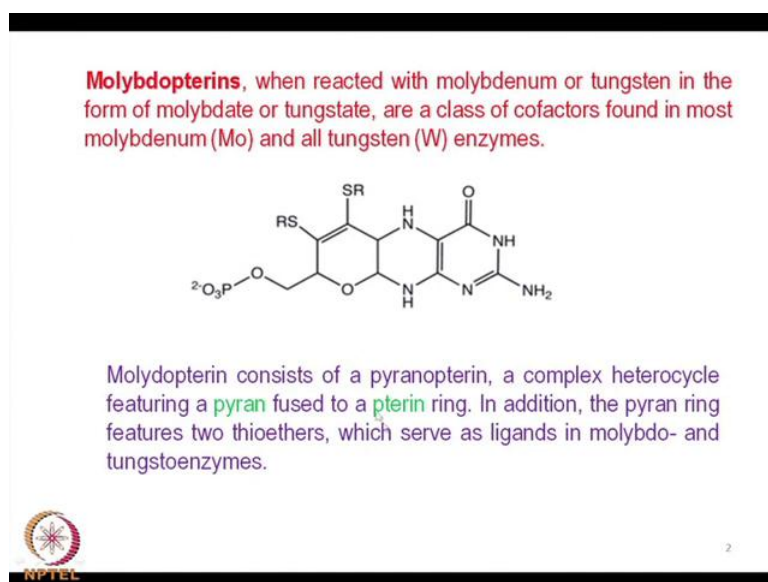 Molybdopterins, when reacted with molybdenum or tungsten in the
form of molybdate or tungstate, are a class of cofactors found in most
molybdenum (Mo) and all tungsten (W) enzymes.
SR
O
RS
H
N
NH
O
2-O3P
O
N
H
N
NH2
Molydopterin consists of a pyranopterin, a complex heterocycle
featuring a pyran fused to a pterin ring. In addition, the pyran ring
features two thioethers, which serve as ligands in molybdo- and
tungstoenzymes.
2
NPTEL